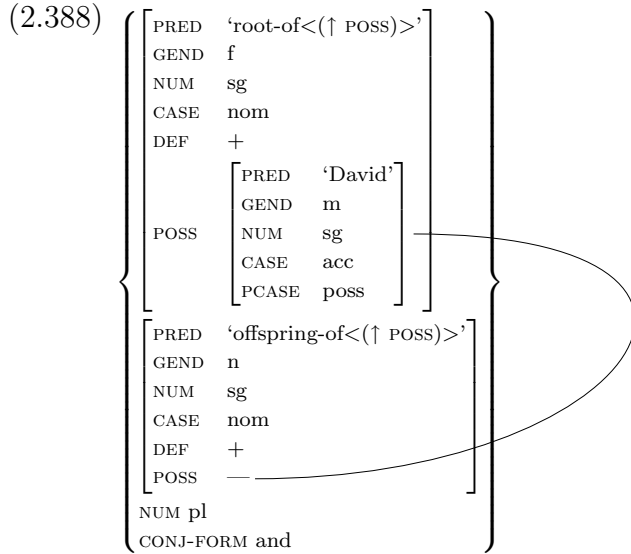 (2.388)
PRED ‘root-of<(↑ POSS)>’
GEND f
NUM sg
CASE nom
DEF +
PRED ‘David’
GEND m
POSS NUM sg
CASE acc
PCASE poss
PRED ‘offspring-of<(↑ POSS)>’
GEND n
NUM sg
CASE nom
DEF +
POSS —
NUM pl
CONJ-FORM and